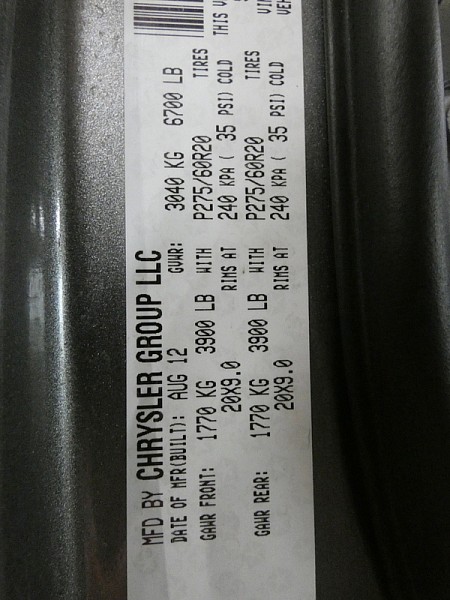 MFD BY CHRYSLER GROUP LLC
DATE OF MFR(BUILT): AUG 12 GVWR: 3040 KG 6700 LB
GAWR FRONT: 1770 KG 3900 LB WITH P275/60R20 TIRES
20X9.0 RIMS AT 240 KPA ( 35 PSI) COLD
GAWR REAR: 1770 KG 3900 LB WITH P275/60R20 TIRES
20X9.0 RIMS AT 240 KPA ( 35 PSI) COLD
THIS